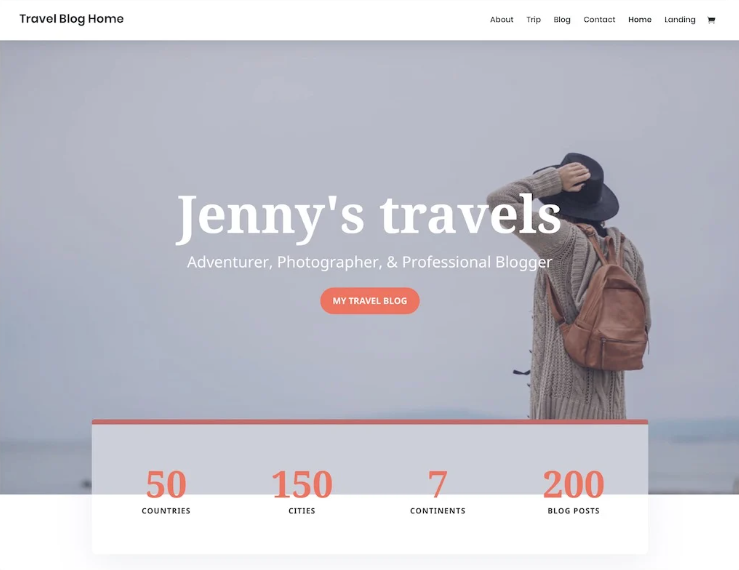 Travel Blog Home
About Trip Blog Contact Home Landing
Jenny's travels
Adventurer, Photographer, & Professional Blogger
MY TRAVEL BLOG
50 150 7 200
COUNTRIES CITIES CONTINENTS BLOG POSTS